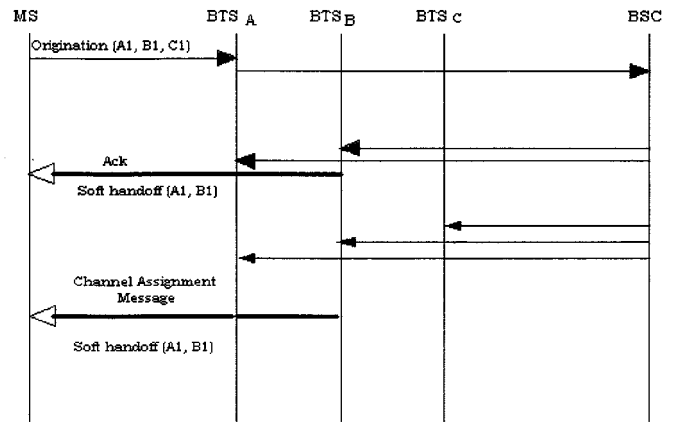 MS BTS A BTS B BTS C BSC
Origination (A1, B1, C1)
Ack
Soft handoff (A1, B1)
Channel Assignment
Message
Soft handoff (A1, B1)